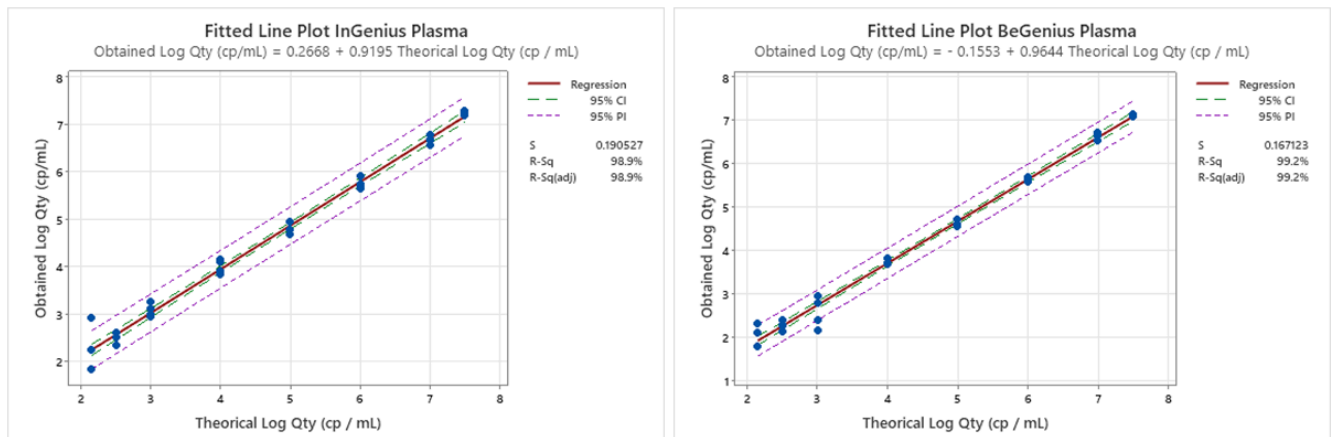 Fitted Line Plot InGenius Plasma
Obtained Log Qty (cp/mL) = 0.2668 + 0.9195 Theorical Log Qty (cp / mL)
8
7
6
5
4
3
2
Obtained Log Qty (cp/mL)
2 3 4 5 6 7 8
Theorical Log Qty (cp / mL)
Regression
95% CI
95% PI
S 0.190527
R-Sq 98.9%
R-Sq(adj) 98.9%
Fitted Line Plot BeGenius Plasma
Obtained Log Qty (cp/mL) = - 0.1553 + 0.9644 Theorical Log Qty (cp / mL)
8
7
6
5
4
3
2
1
Obtained Log Qty (cp/mL)
2 3 4 5 6 7 8
Theorical Log Qty (cp / mL)
Regression
95% CI
95% PI
S 0.167123
R-Sq 99.2%
R-Sq(adj) 99.2%